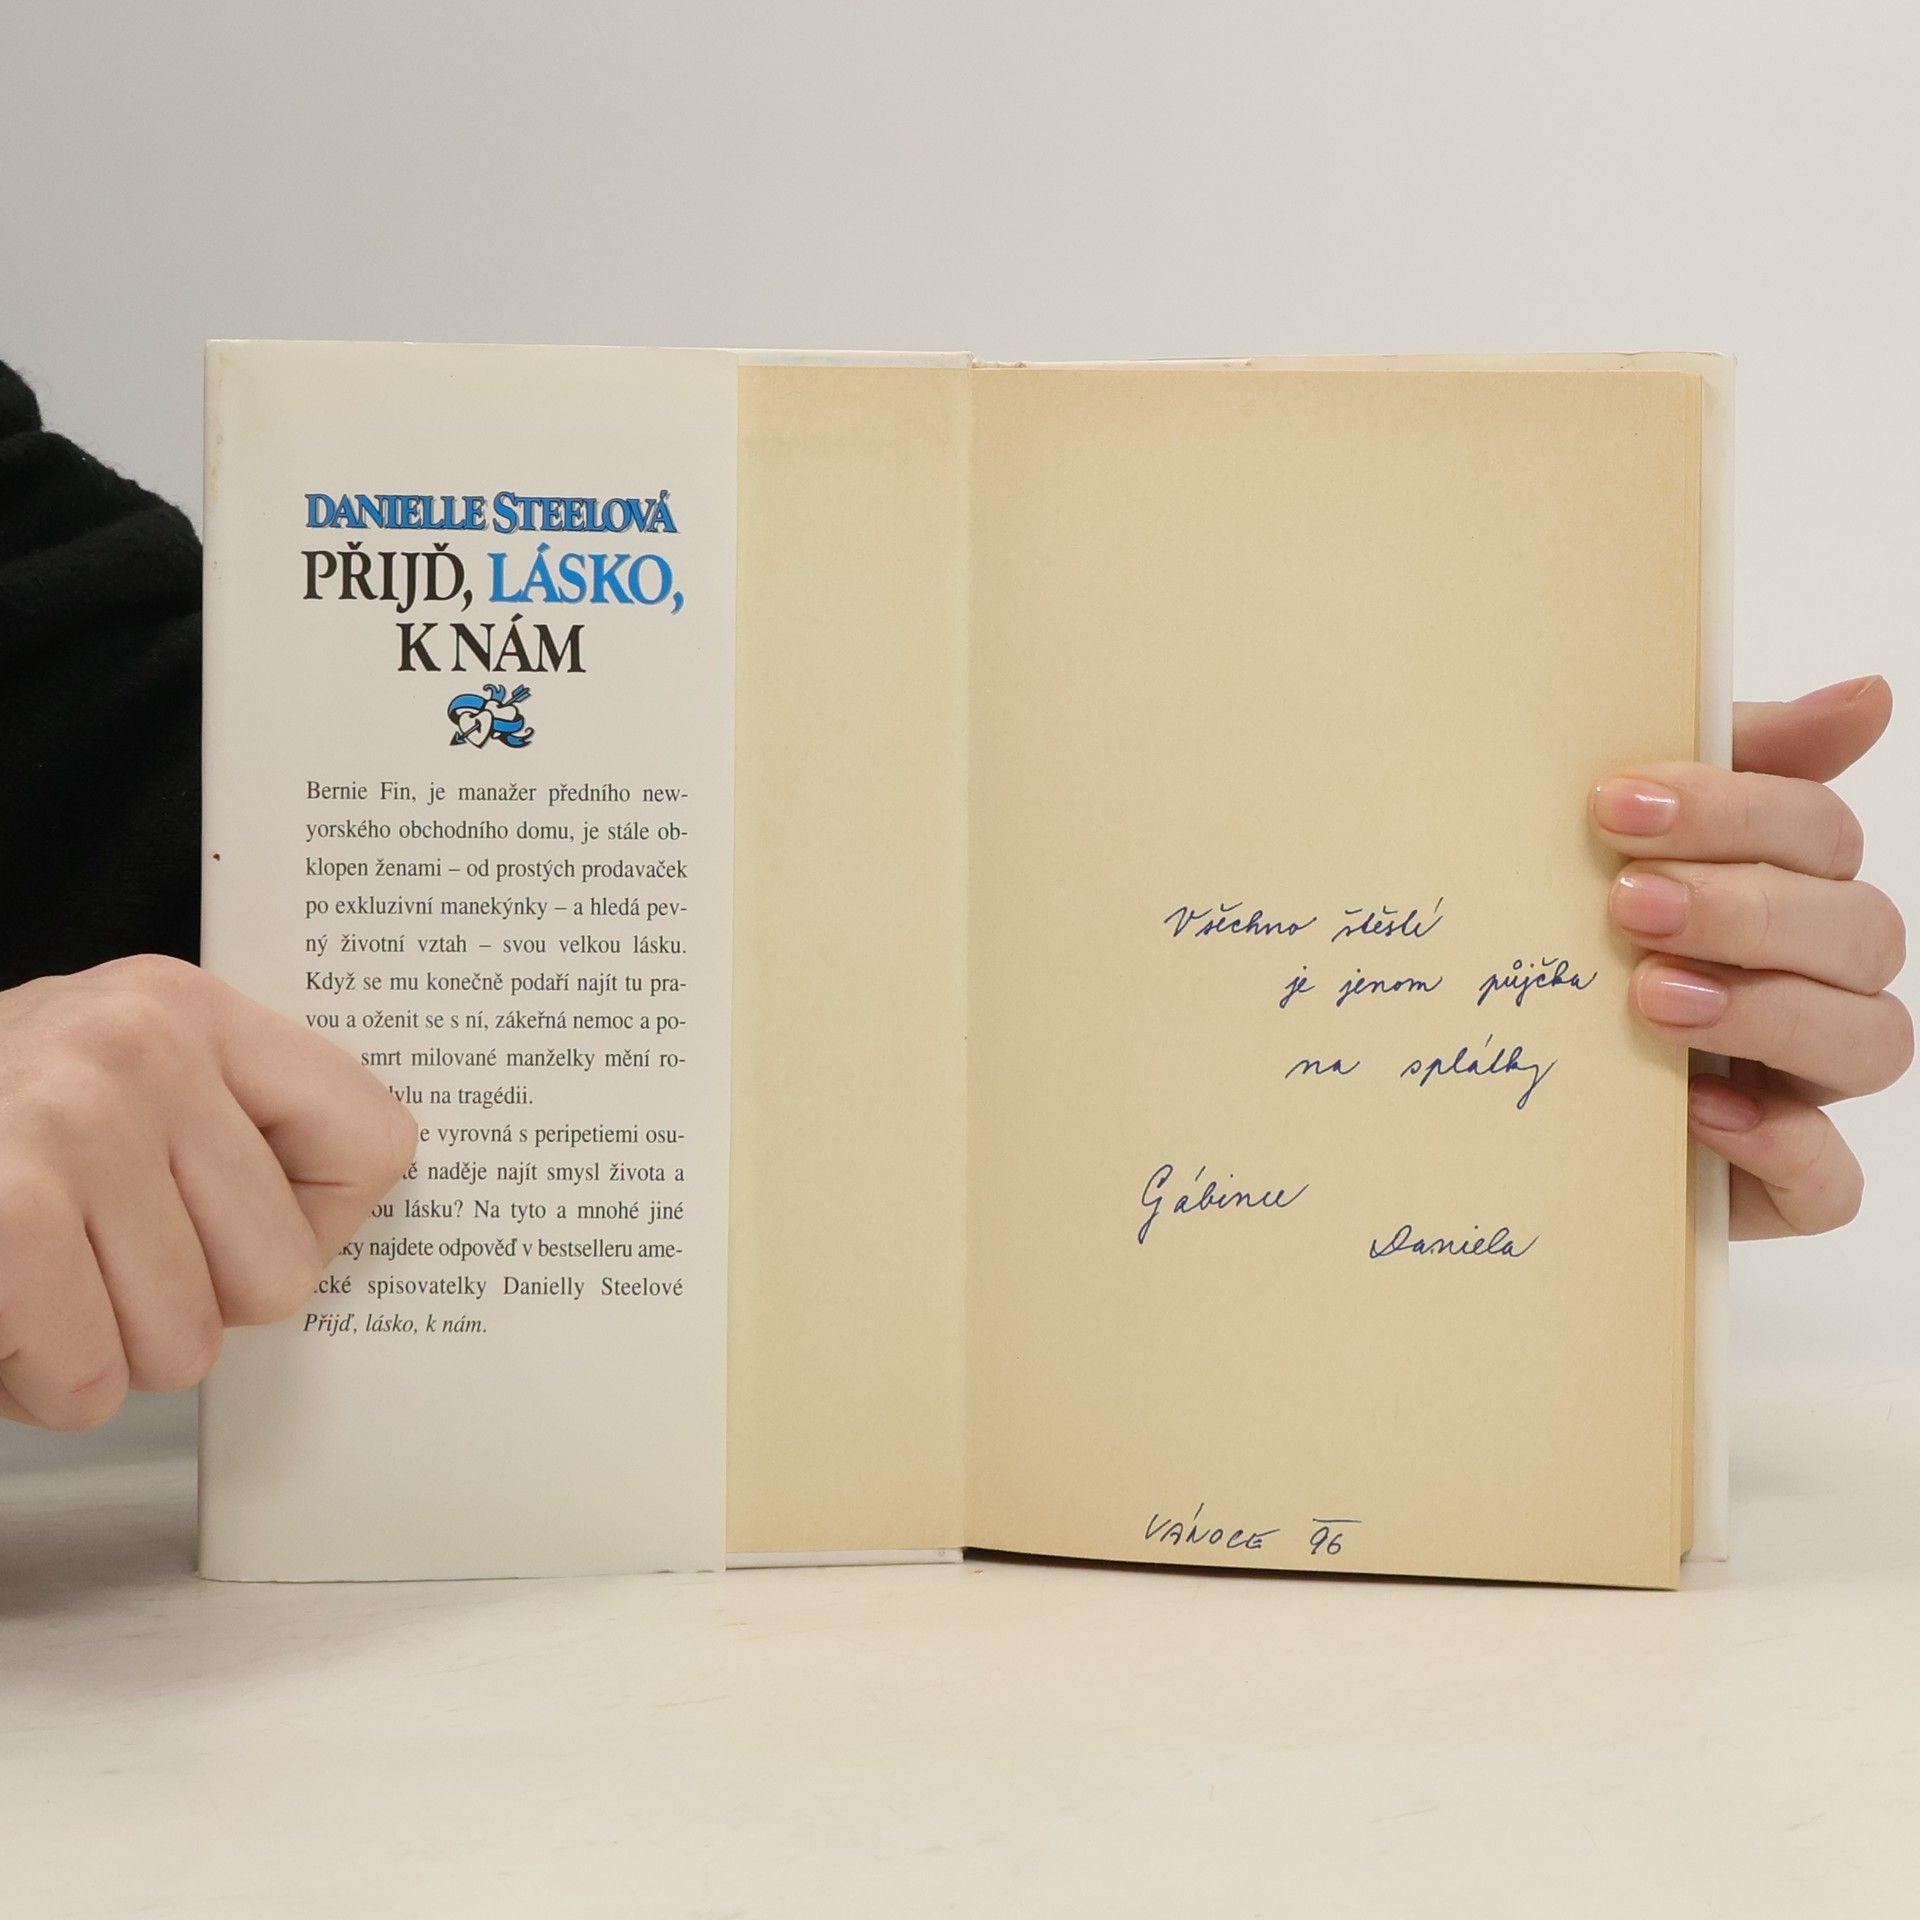 DANIELLE STEELOVÁ
PŘIJĎ, LÁSKO,
K NÁM
Bernie Fin, je manažer předního new-
yorského obchodního domu, je stále ob-
klopen ženami – od prostých prodavaček
po exkluzivní manekýnky – a hledá pev-
ný životní vztah – svou velkou lásku.
Když se mu konečně podaří najít tu pra-
vou a oženit se s ní, zákeřná nemoc a po-
smrt milované manželky mění ro-
na tragédii.
vyrovná s peripetiemi osu-
naděje najít smysl života a
lásku? Na tyto a mnohé jiné
najdete odpověď v bestselleru ame-
spisovatelky Danielly Steelové
Přijď, lásko, k nám.
Všechno štěstí
je jenom půjčka
na splátky
Gábince
Daniela
VÁNOCE 96